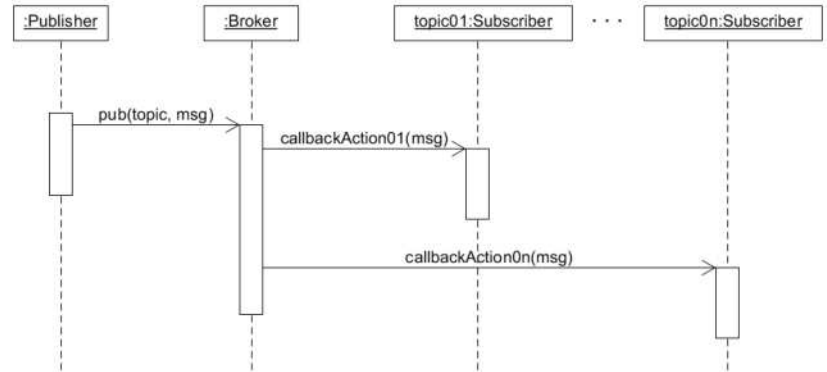 :Publisher
:Broker
topic01:Subscriber
. . .
topic0n:Subscriber
pub(topic, msg)
callbackAction01(msg)
callbackAction0n(msg)